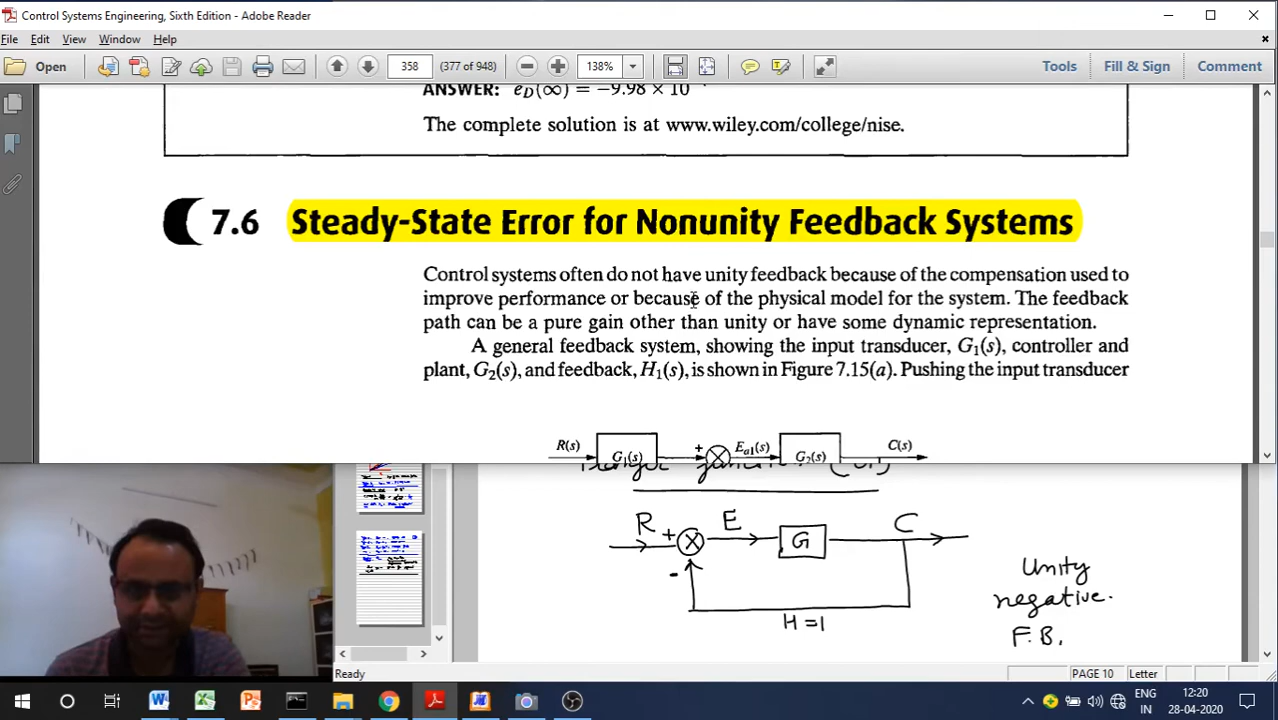 Control Systems Engineering, Sixth Edition - Adobe Reader
File Edit View Window Help
Open 358 (377 of 948) 138% Tools Fill & Sign Comment
ANSWER: eD(∞) = −9.98 × 10
The complete solution is at www.wiley.com/college/nise.
7.6 Steady-State Error for Nonunity Feedback Systems
Control systems often do not have unity feedback because of the compensation used to
improve performance or because of the physical model for the system. The feedback
path can be a pure gain other than unity or have some dynamic representation.
A general feedback system, showing the input transducer, G1(s), controller and
plant, G2(s), and feedback, H1(s), is shown in Figure 7.15(a). Pushing the input transducer
R(s) G1(s) + Ea1(s) G2(s) C(s)
R + E G C
-
H = 1
Unity
negative.
F.B.
Ready PAGE 10 Letter
ENG 12:20
IN 28-04-2020